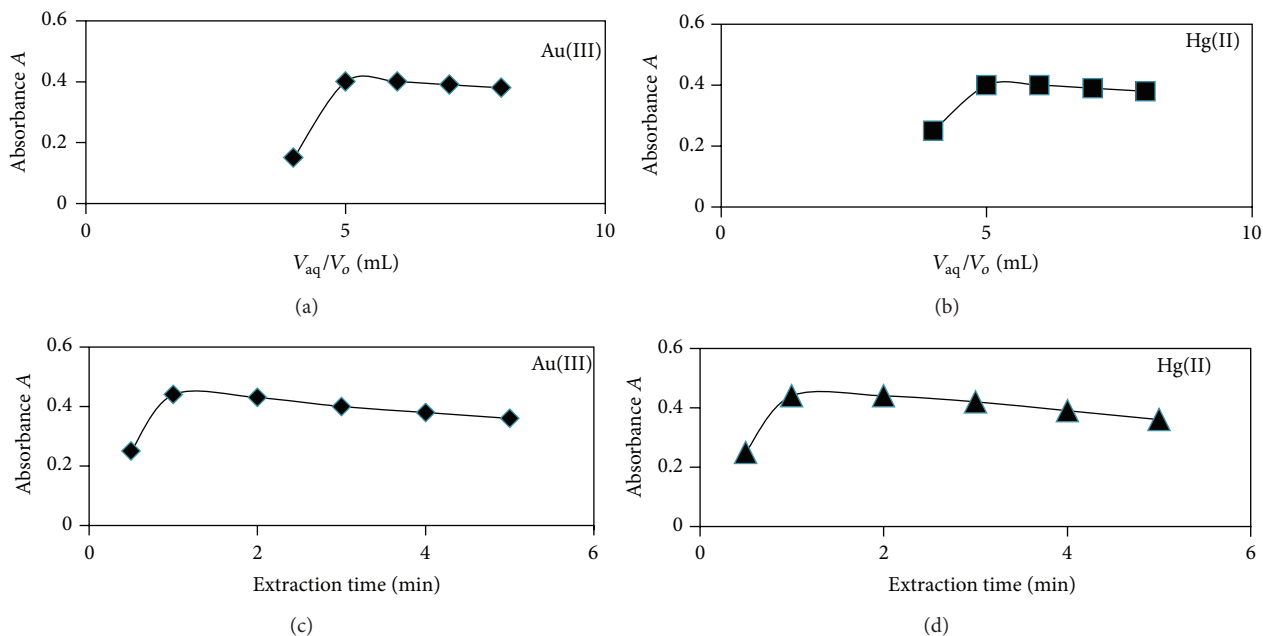 0.6
Au(III)
0.4
0.2
0
0
5
10
Absorbance A
V_aq/V_o (mL)
(a)
0.6
Hg(II)
0.4
0.2
0
0
5
10
Absorbance A
V_aq/V_o (mL)
(b)
0.6
Au(III)
0.4
0.2
0
0
2
4
6
Absorbance A
Extraction time (min)
(c)
0.6
Hg(II)
0.4
0.2
0
0
2
4
6
Absorbance A
Extraction time (min)
(d)